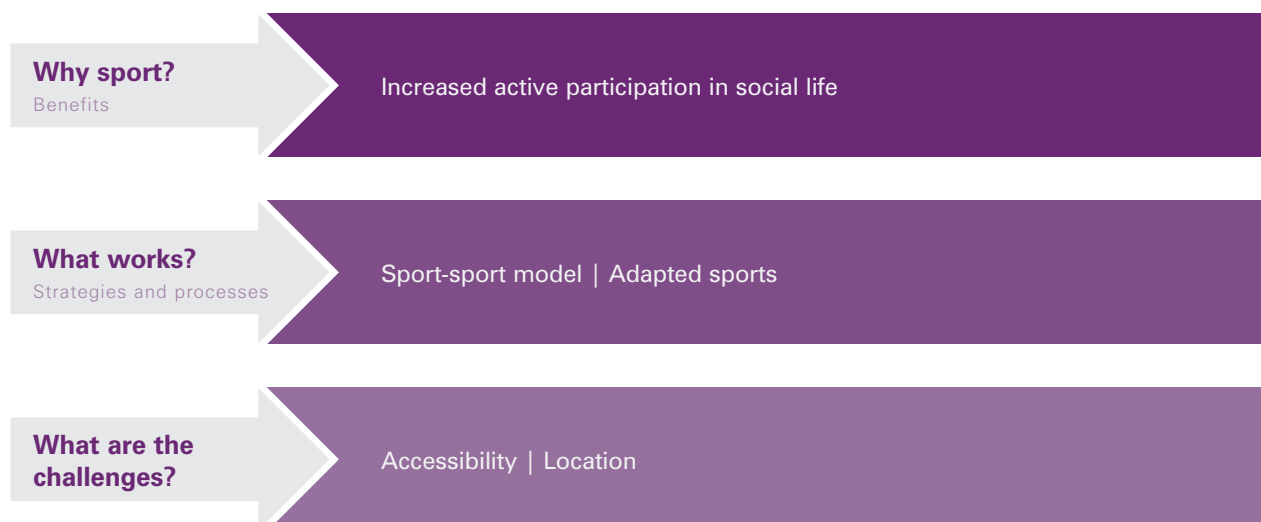 Why sport?
Benefits
Increased active participation in social life
What works?
Strategies and processes
Sport-sport model | Adapted sports
What are the
challenges?
Accessibility | Location